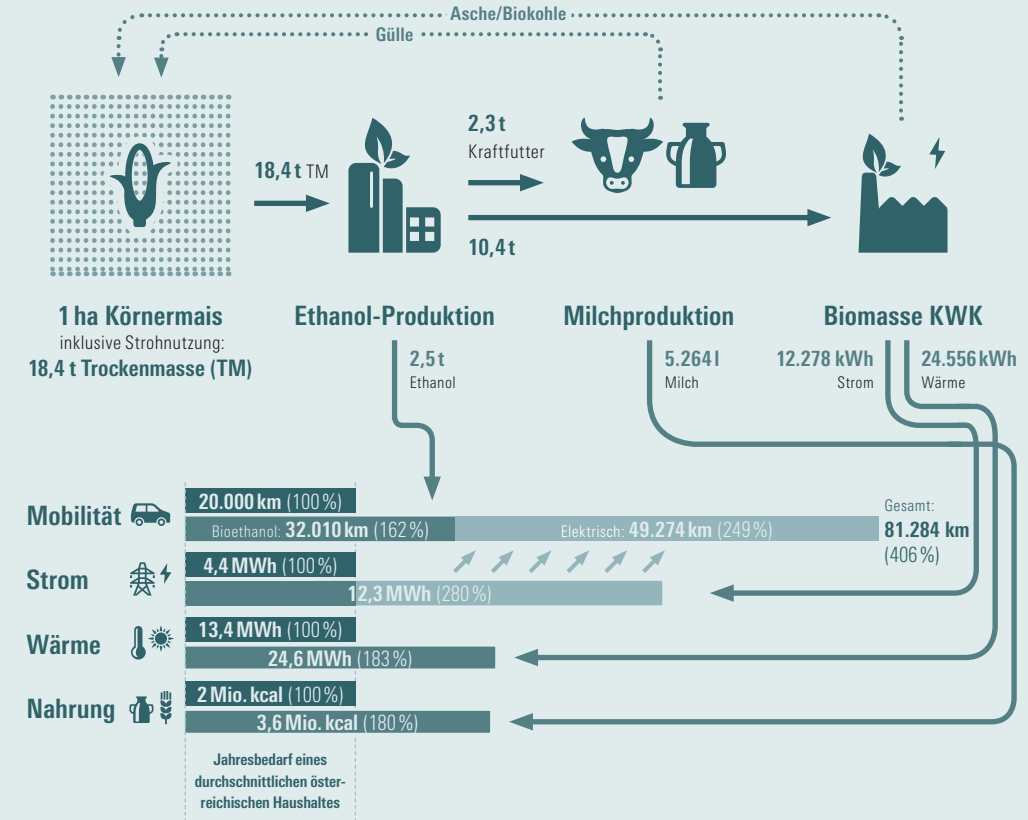 Asche/Biokohle
Gülle
18,4 t TM
2,3 t
Kraftfutter
10,4 t
1 ha Körnermais
inklusive Strohnutzung:
18,4 t Trockenmasse (TM)
Ethanol-Produktion
Milchproduktion
Biomasse KWK
2,5 t
Ethanol
5.264 l
Milch
12.278 kWh
Strom
24.556 kWh
Wärme
Mobilität
20.000 km (100 %)
Bioethanol: 32.010 km (162 %)
Elektrisch: 49.274 km (249 %)
Gesamt:
81.284 km
(406 %)
Strom
4,4 MWh (100 %)
12,3 MWh (280 %)
Wärme
13,4 MWh (100 %)
24,6 MWh (183 %)
Nahrung
2 Mio. kcal (100 %)
3,6 Mio. kcal (180 %)
Jahresbedarf eines
durchschnittlichen öster-
reichischen Haushaltes